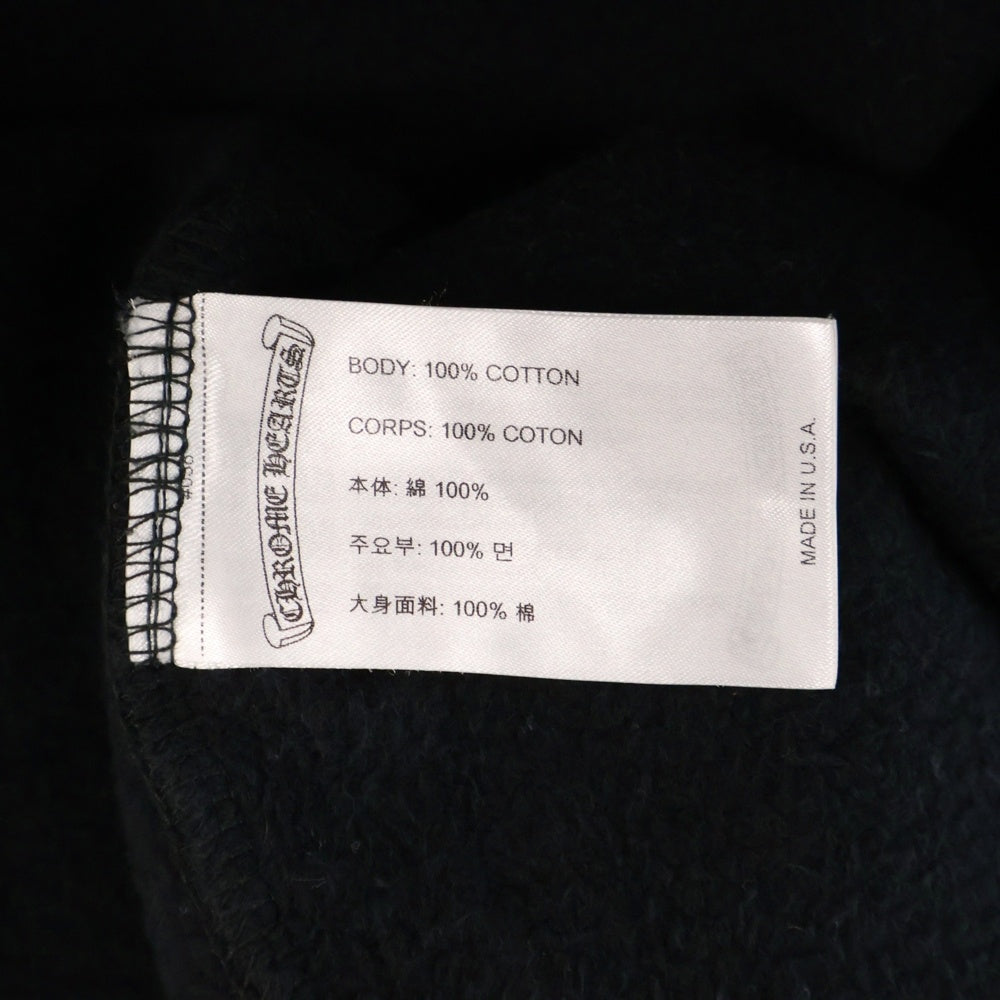 CHROME HEARTS
BODY: 100% COTTON
CORPS: 100% COTON
本体: 綿 100%
주요부: 100% 면
大身面料: 100% 棉
MADE IN U.S.A.